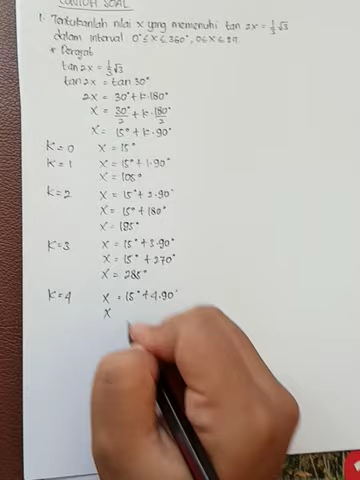 CONTOH SOAL
1. Tentukanlah nilai x yang memenuhi tan 2x = 1/3 √3
dalam interval 0° ≤ x ≤ 360°, 0 ≤ x ≤ 2π
* Derajat
tan 2x = 1/3 √3
tan 2x = tan 30°
2x = 30° + k.180°
x = 30°/2 + k.180°/2
x = 15° + k.90°
k=0 x = 15°
k=1 x = 15° + 1.90°
x = 105°
k=2 x = 15° + 2.90°
x = 15° + 180°
x = 195°
k=3 x = 15° + 3.90°
x = 15° + 270°
x = 285°
k=4 x = 15° + 4.90°
x